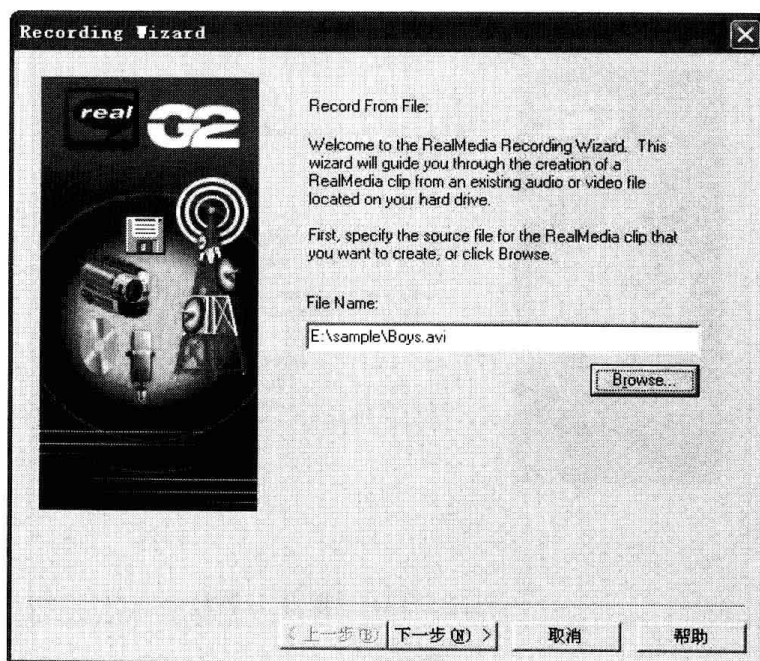 Recording Wizard
real G2
Record From File:
Welcome to the RealMedia Recording Wizard. This
wizard will guide you through the creation of a
RealMedia clip from an existing audio or video file
located on your hard drive.
First, specify the source file for the RealMedia clip that
you want to create, or click Browse.
File Name:
E:\sample\Boys.avi
Browse...
< 上一步(B) 下一步(N) > 取消 帮助